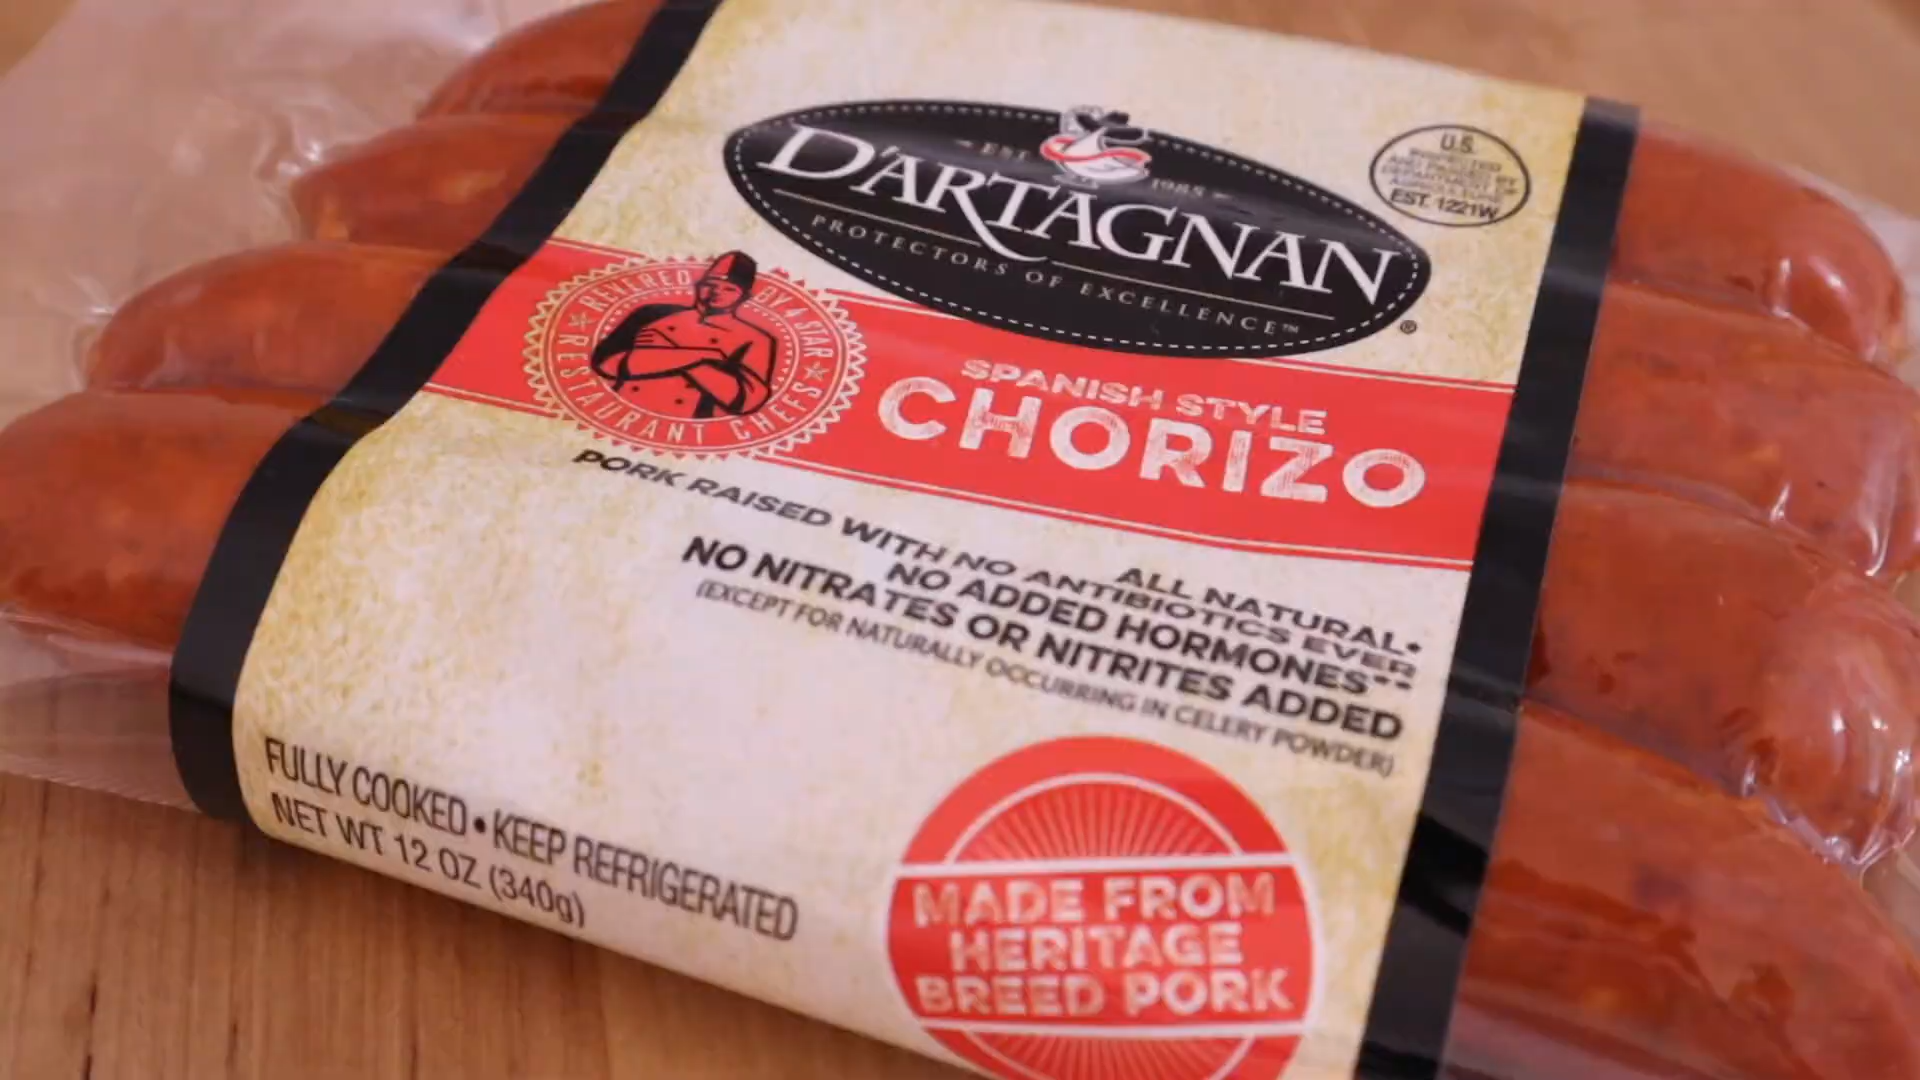 EST 1985
D'ARTAGNAN
PROTECTORS OF EXCELLENCE™
®
U.S.
INSPECTED
AND PASSED BY
DEPARTMENT OF
AGRICULTURE
EST. 1221W
REVERED BY 4 STAR
RESTAURANT CHEFS
SPANISH STYLE
CHORIZO
ALL NATURAL•
PORK RAISED WITH NO ANTIBIOTICS EVER
NO ADDED HORMONES**
NO NITRATES OR NITRITES ADDED
(EXCEPT FOR NATURALLY OCCURRING IN CELERY POWDER)
FULLY COOKED • KEEP REFRIGERATED
NET WT 12 OZ (340g)
MADE FROM
HERITAGE
BREED PORK